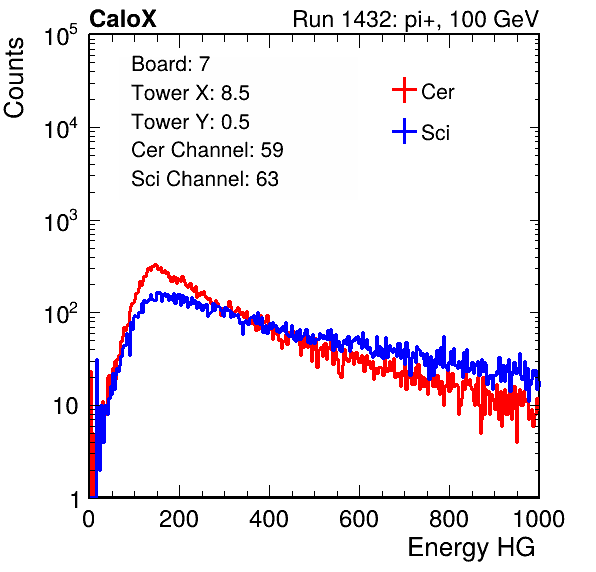 CaloX Run 1432: pi+, 100 GeV
Board: 7
Tower X: 8.5
Tower Y: 0.5
Cer Channel: 59
Sci Channel: 63
Cer
Sci
Counts
10^5
10^4
10^3
10^2
10
1
0 200 400 600 800 1000
Energy HG